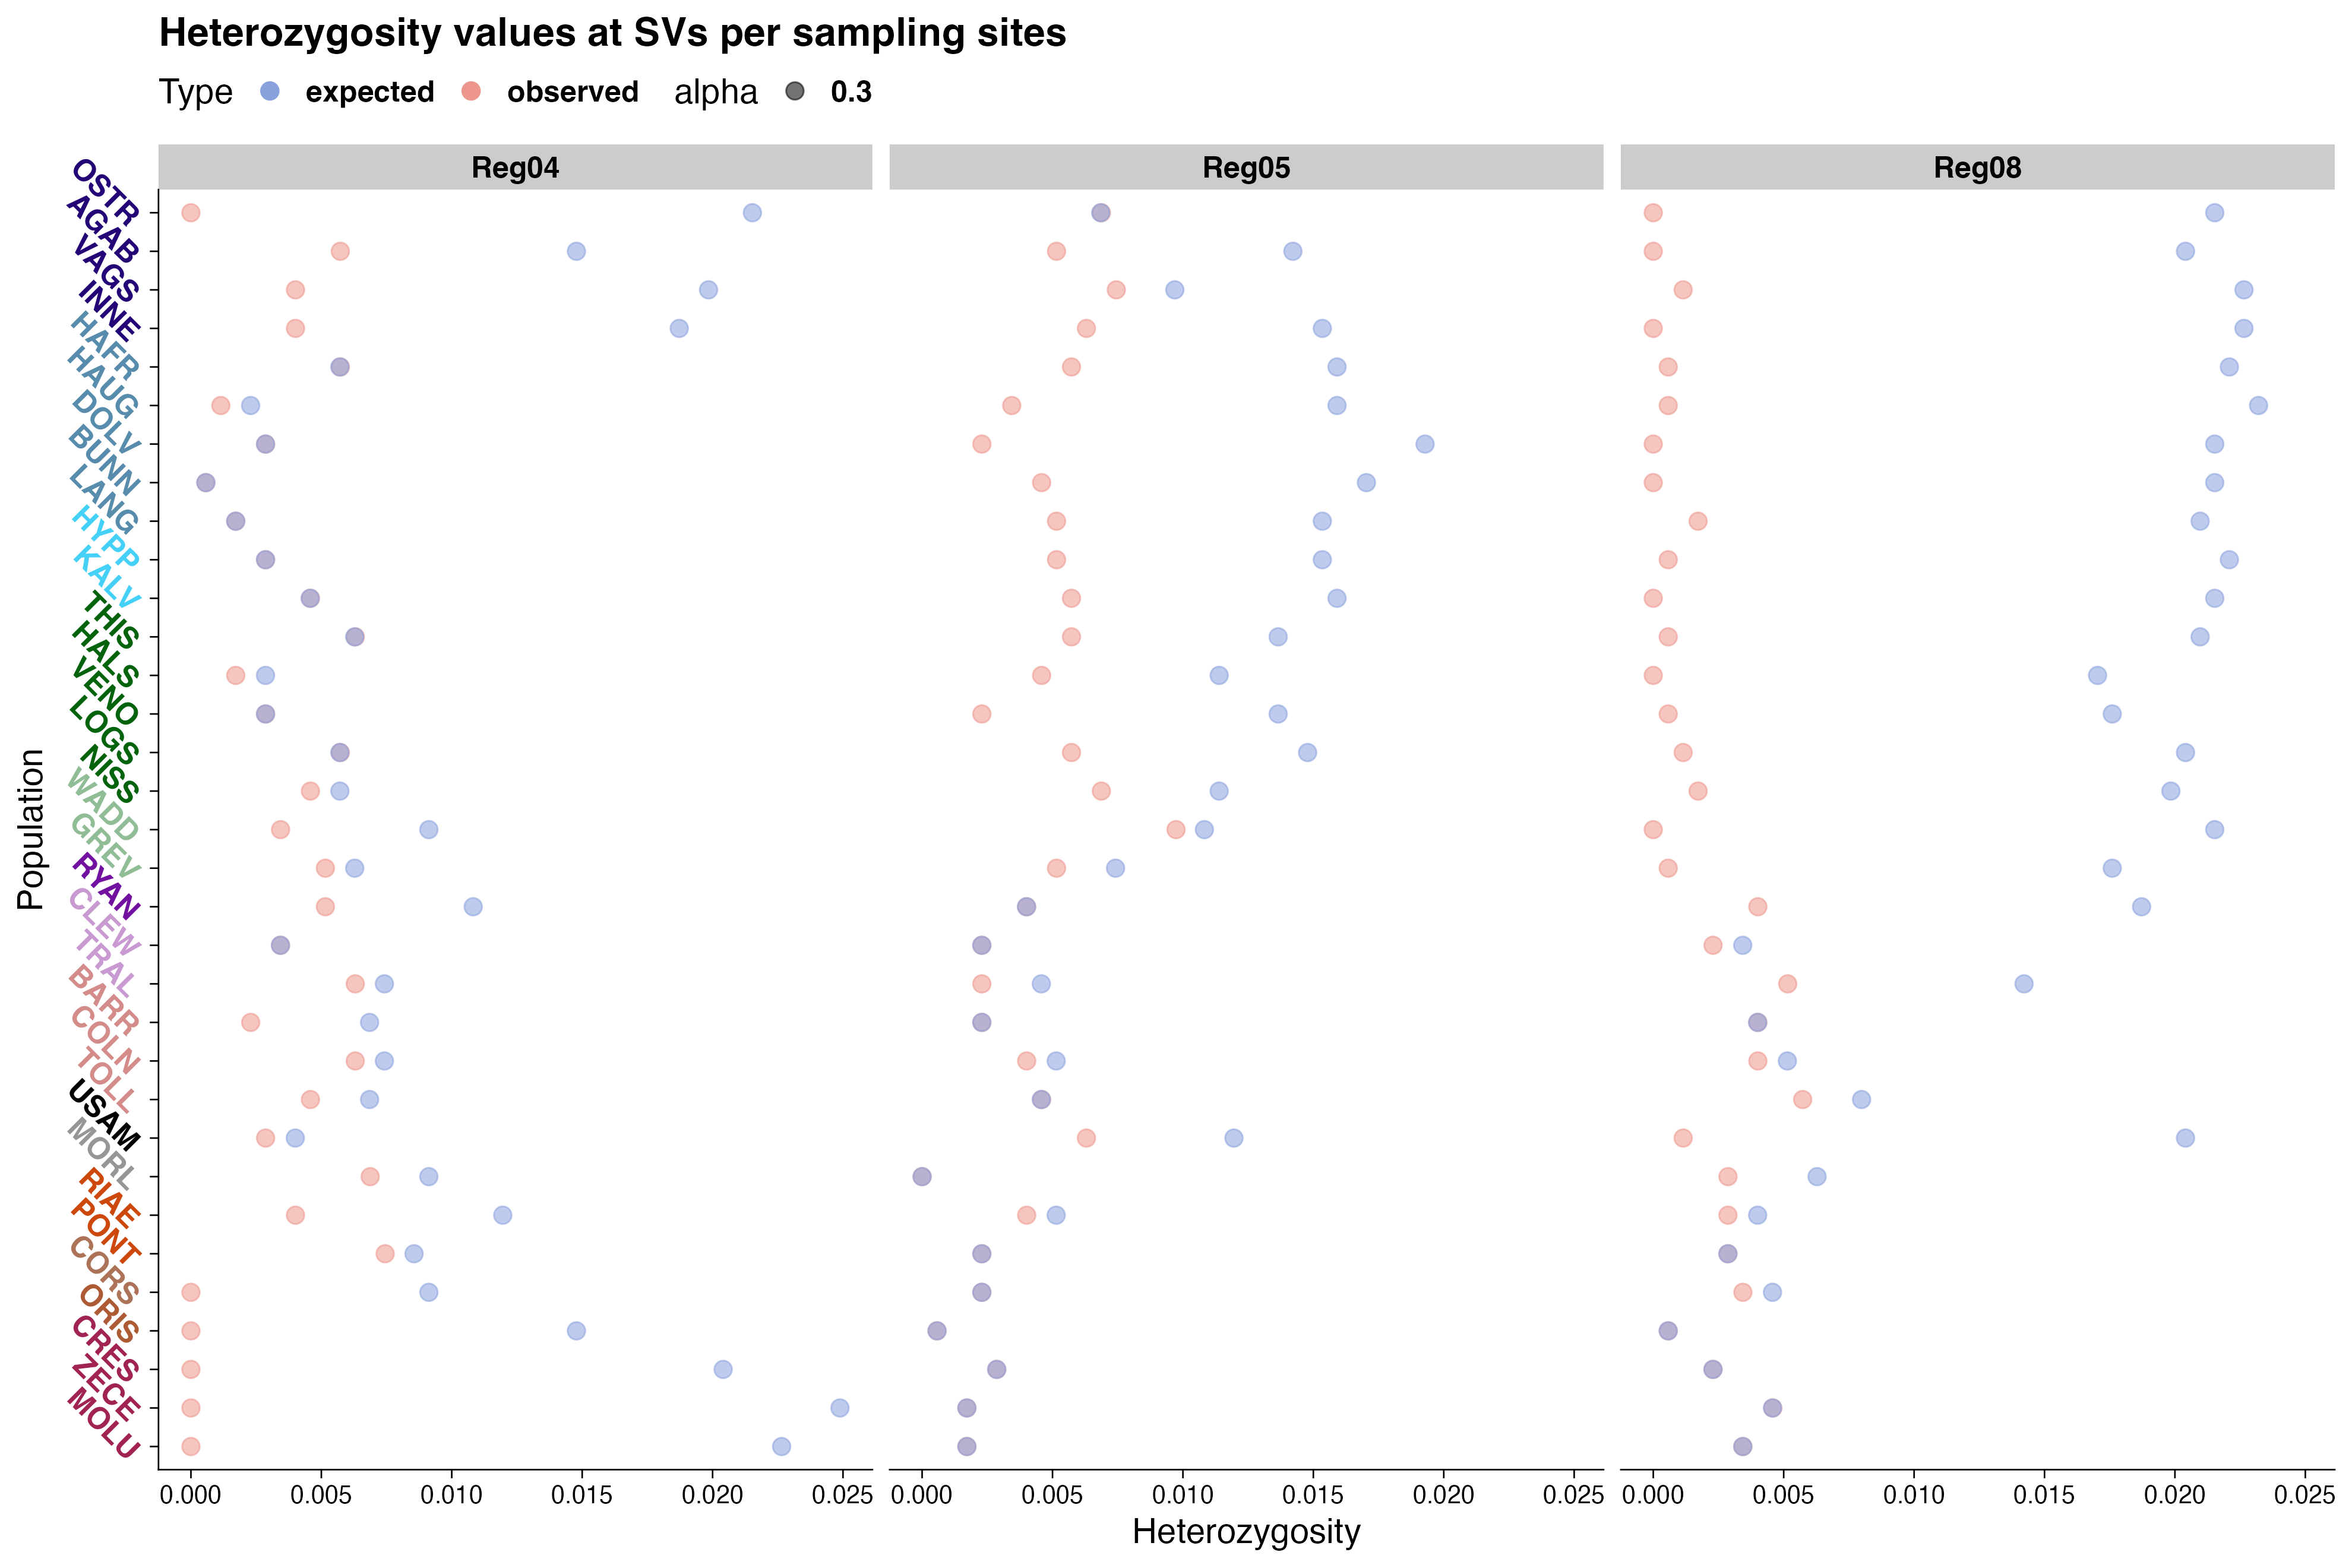 Heterozygosity values at SVs per sampling sites
Type expected observed alpha 0.3
Reg04 Reg05 Reg08
OSTR
AGAB
VAGS
INNE
HAFR
HAUG
DOLV
BUNN
LANG
HYPP
KALV
THIS
HALS
VENO
LOGS
NISS
WADD
GREV
RYAN
CLEW
TRAL
BARR
COLN
TOLL
USAM
MORL
RIAE
PONT
CORS
ORIS
CRES
ZECE
MOLU
Population
0.000 0.005 0.010 0.015 0.020 0.025 0.000 0.005 0.010 0.015 0.020 0.025 0.000 0.005 0.010 0.015 0.020 0.025
Heterozygosity